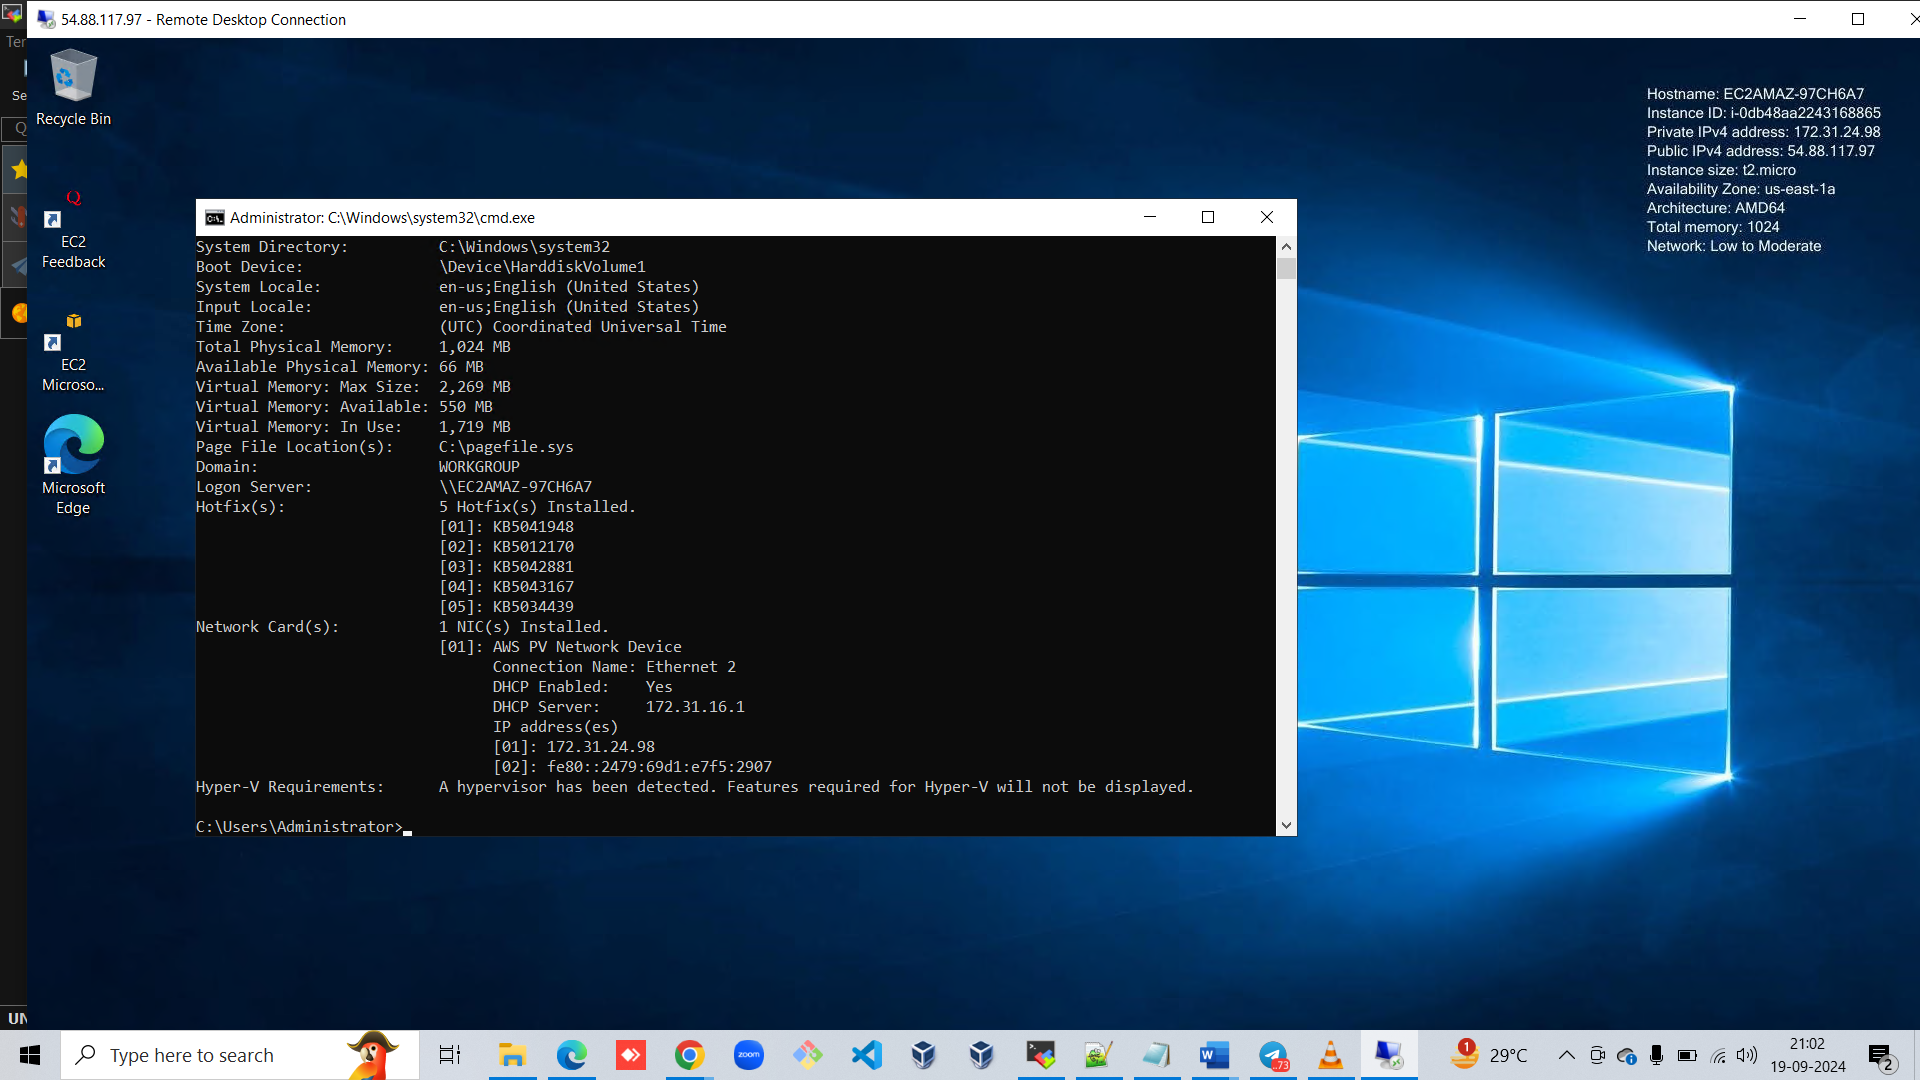 54.88.117.97 - Remote Desktop Connection
Ter
Se
Q
Recycle Bin
EC2
Feedback
EC2
Microso...
Microsoft
Edge
Hostname: EC2AMAZ-97CH6A7
Instance ID: i-0db48aa2243168865
Private IPv4 address: 172.31.24.98
Public IPv4 address: 54.88.117.97
Instance size: t2.micro
Availability Zone: us-east-1a
Architecture: AMD64
Total memory: 1024
Network: Low to Moderate
Administrator: C:\Windows\system32\cmd.exe
System Directory: C:\Windows\system32
Boot Device: \Device\HarddiskVolume1
System Locale: en-us;English (United States)
Input Locale: en-us;English (United States)
Time Zone: (UTC) Coordinated Universal Time
Total Physical Memory: 1,024 MB
Available Physical Memory: 66 MB
Virtual Memory: Max Size: 2,269 MB
Virtual Memory: Available: 550 MB
Virtual Memory: In Use: 1,719 MB
Page File Location(s): C:\pagefile.sys
Domain: WORKGROUP
Logon Server: \\EC2AMAZ-97CH6A7
Hotfix(s): 5 Hotfix(s) Installed.
[01]: KB5041948
[02]: KB5012170
[03]: KB5042881
[04]: KB5043167
[05]: KB5034439
Network Card(s): 1 NIC(s) Installed.
[01]: AWS PV Network Device
Connection Name: Ethernet 2
DHCP Enabled: Yes
DHCP Server: 172.31.16.1
IP address(es)
[01]: 172.31.24.98
[02]: fe80::2479:69d1:e7f5:2907
Hyper-V Requirements: A hypervisor has been detected. Features required for Hyper-V will not be displayed.
C:\Users\Administrator>
UN
Type here to search
zoom
..73
1
29°C
21:02
19-09-2024
2